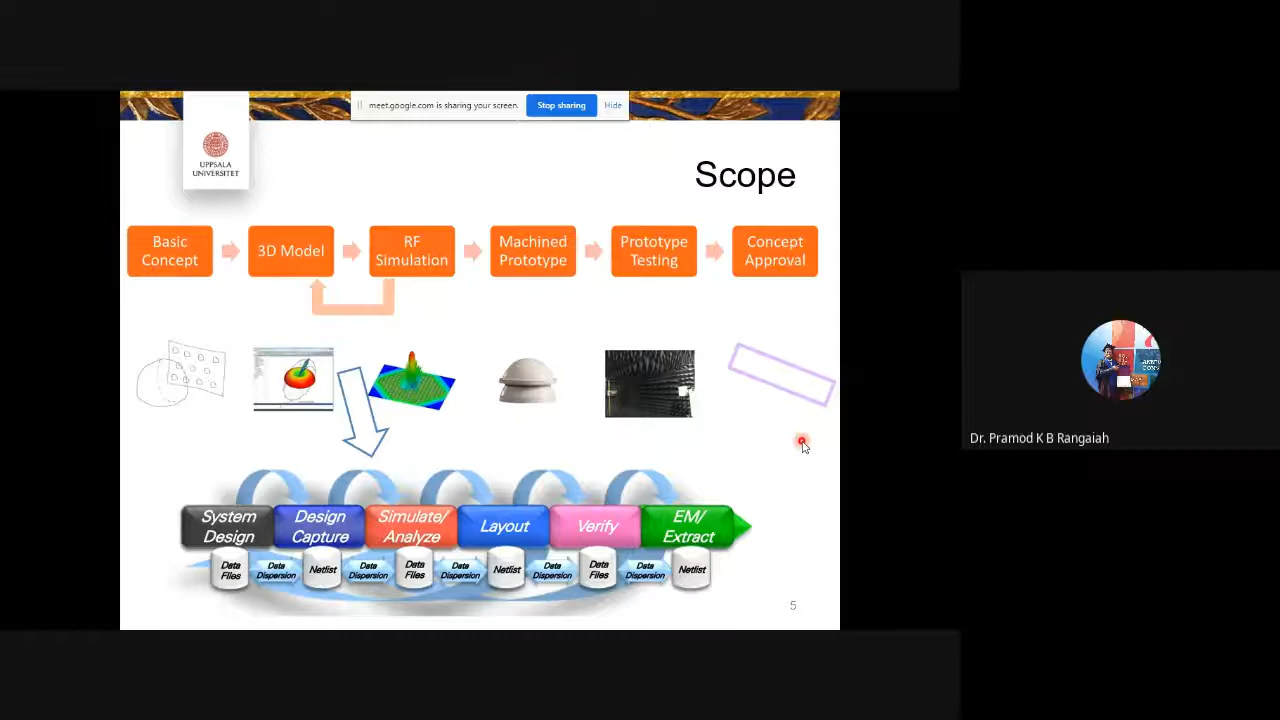 meet.google.com is sharing your screen.
Stop sharing
Hide
UPPSALA
UNIVERSITET
Scope
Basic
Concept
3D Model
RF
Simulation
Machined
Prototype
Prototype
Testing
Concept
Approval
Dr. Pramod K B Rangaiah
System
Design
Design
Capture
Simulate/
Analyze
Layout
Verify
EM/
Extract
Data
Files
Data
Dispersion
Netlist
Data
Dispersion
Data
Files
Data
Dispersion
Netlist
Data
Dispersion
Data
Files
Data
Dispersion
Netlist
5